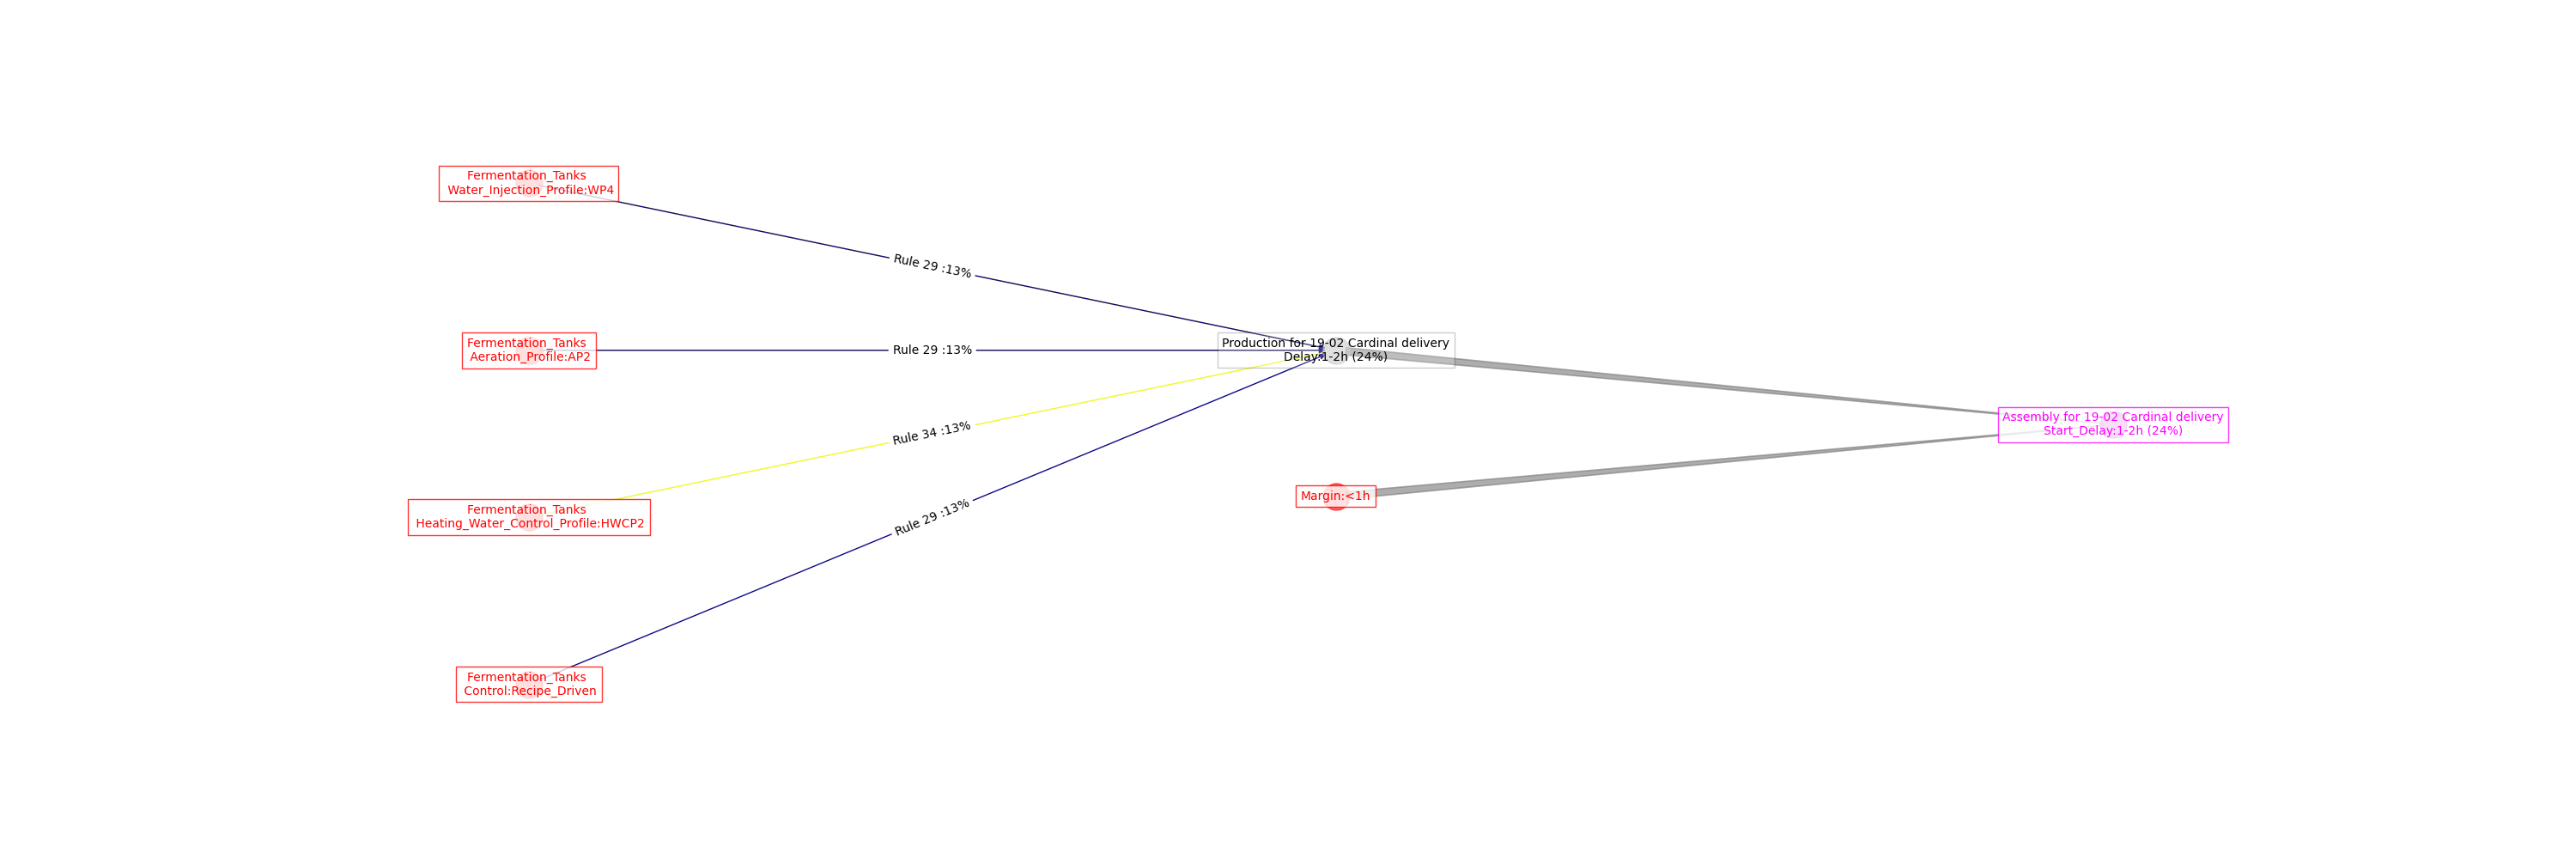 Fermentation_Tanks
Water_Injection_Profile:WP4
Rule 29 :13%
Fermentation_Tanks
Aeration_Profile:AP2
Rule 29 :13%
Production for 19-02 Cardinal delivery
Delay:1-2h (24%)
Assembly for 19-02 Cardinal delivery
Start_Delay:1-2h (24%)
Rule 34 :13%
Margin:<1h
Fermentation_Tanks
Heating_Water_Control_Profile:HWCP2
Rule 29 :13%
Fermentation_Tanks
Control:Recipe_Driven